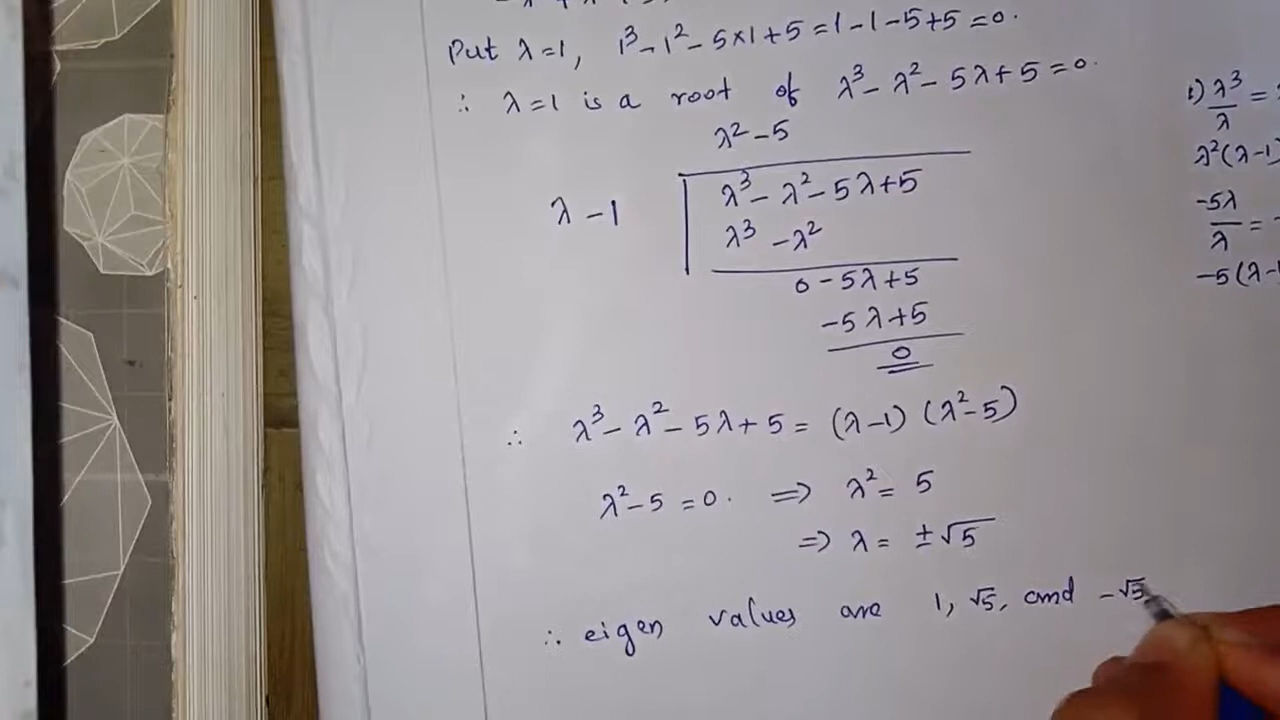 Put λ=1, 1³-1²-5×1+5=1-1-5+5=0.
∴ λ=1 is a root of λ³-λ²-5λ+5=0.
λ²-5
λ-1 λ³-λ²-5λ+5
λ³-λ²
0-5λ+5
-5λ+5
0
∴ λ³-λ²-5λ+5=(λ-1)(λ²-5)
λ²-5=0. ⇒ λ²=5
⇒ λ=±√5
∴ eigen values are 1, √5, and -√5
1) λ³/λ=
λ²(λ-1)
-5λ/λ=
-5(λ-1